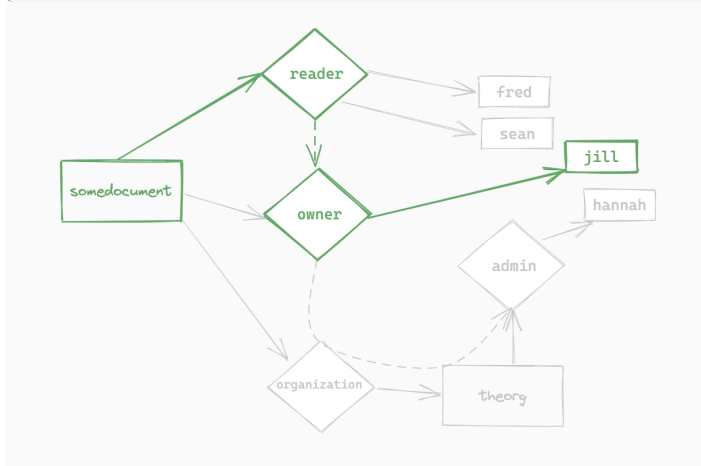 reader
fred
sean
jill
somedocument
hannah
owner
admin
organization
theorg